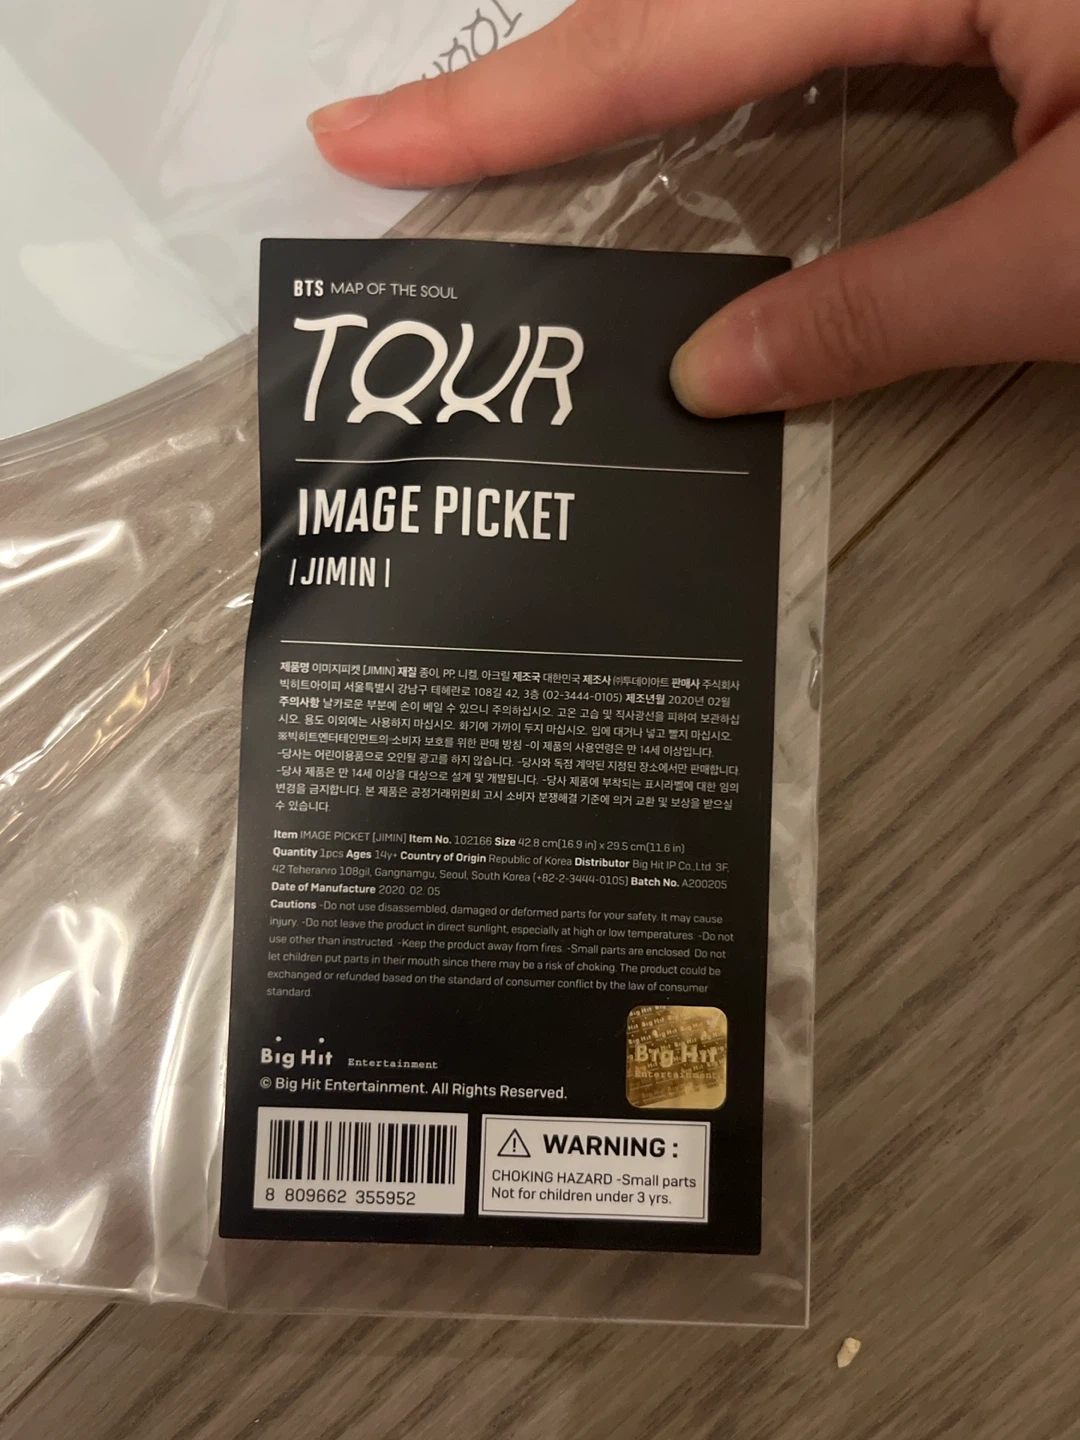 TOUR
BTS MAP OF THE SOUL
TOUR
IMAGE PICKET
| JIMIN |
제품명 이미지피켓 [JIMIN] 재질 종이, PP, 니켈, 아크릴 제조국 대한민국 제조사 ㈜투데이아트 판매사 주식회사
빅히트아이피 서울특별시 강남구 테헤란로 108길 42, 3층 (02-3444-0105) 제조년월 2020년 02월
주의사항 날카로운 부분에 손이 베일 수 있으니 주의하십시오. 고온 고습 및 직사광선을 피하여 보관하십
시오. 용도 이외에는 사용하지 마십시오. 화기에 가까이 두지 마십시오. 입에 대거나 넣고 빨지 마십시오.
※빅히트엔터테인먼트의 소비자 보호를 위한 판매 방침 -이 제품의 사용연령은 만 14세 이상입니다.
-당사는 어린이용품으로 오인될 광고를 하지 않습니다. -당사와 독점 계약된 지정된 장소에서만 판매합니다.
-당사 제품은 만 14세 이상을 대상으로 설계 및 개발됩니다. -당사 제품에 부착되는 표시라벨에 대한 임의
변경을 금지합니다. 본 제품은 공정거래위원회 고시 소비자 분쟁해결 기준에 의거 교환 및 보상을 받으실
수 있습니다.
Item IMAGE PICKET [JIMIN] Item No. 102166 Size 42.8 cm[16.9 in] x 29.5 cm[11.6 in]
Quantity 1pcs Ages 14y+ Country of Origin Republic of Korea Distributor Big Hit IP Co.,Ltd 3F,
42 Teheranro 108gil, Gangnamgu, Seoul, South Korea (+82-2-3444-0105) Batch No. A200205
Date of Manufacture 2020. 02. 05
Cautions -Do not use disassembled, damaged or deformed parts for your safety. It may cause
injury. -Do not leave the product in direct sunlight, especially at high or low temperatures. -Do not
use other than instructed. -Keep the product away from fires. -Small parts are enclosed. Do not
let children put parts in their mouth since there may be a risk of choking. The product could be
exchanged or refunded based on the standard of consumer conflict by the law of consumer
standard.
Big Hit Entertainment
Big Hit Entertainment
© Big Hit Entertainment. All Rights Reserved.
8 809662 355952
WARNING :
CHOKING HAZARD -Small parts
Not for children under 3 yrs.